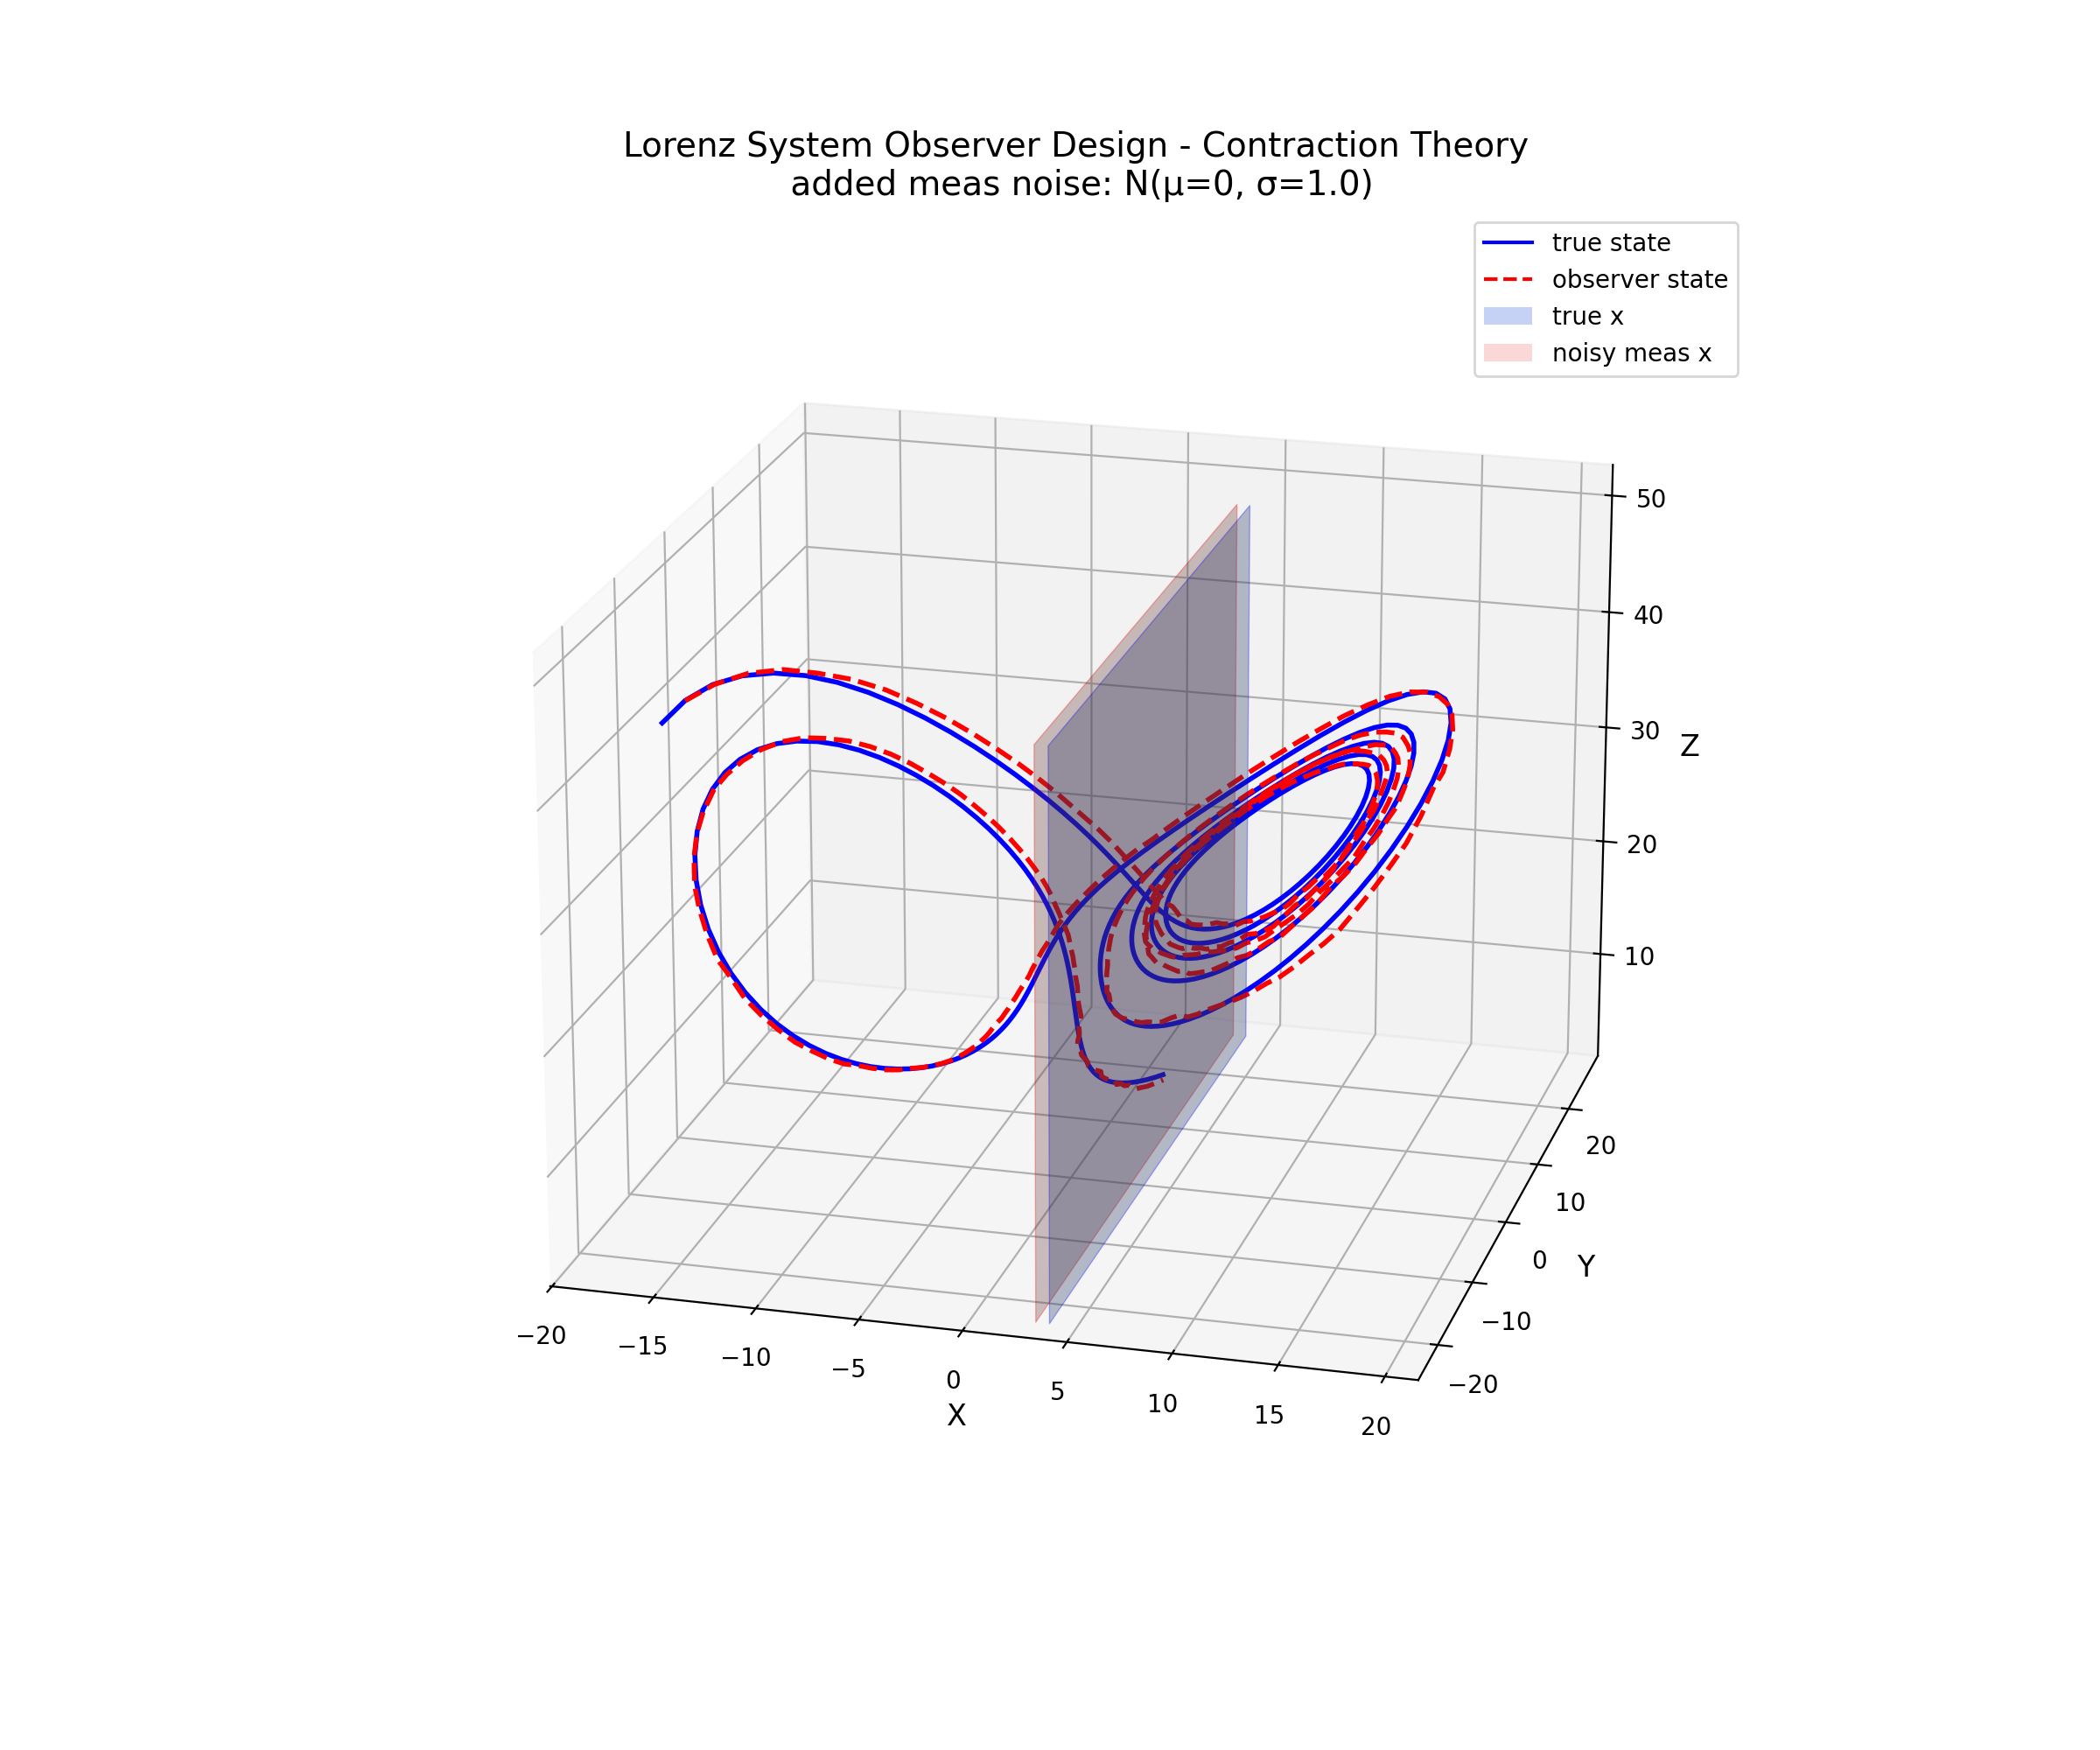 Lorenz System Observer Design - Contraction Theory
added meas noise: N(μ=0, σ=1.0)
true state
observer state
true x
noisy meas x
50
40
30
Z
20
10
20
10
0
Y
−10
−20
−20
−15
−10
−5
0
5
10
15
20
X